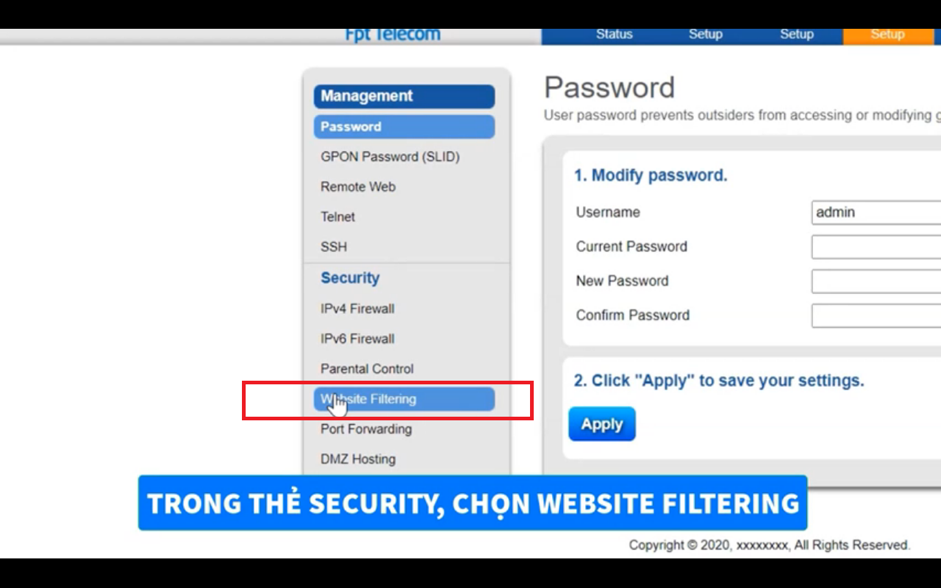 Fpt Telecom
Status Setup Setup Setup
Management
Password
GPON Password (SLID)
Remote Web
Telnet
SSH
Security
IPv4 Firewall
IPv6 Firewall
Parental Control
Website Filtering
Port Forwarding
DMZ Hosting
Password
User password prevents outsiders from accessing or modifying g
1. Modify password.
Username admin
Current Password
New Password
Confirm Password
2. Click "Apply" to save your settings.
Apply
TRONG THẺ SECURITY, CHỌN WEBSITE FILTERING
Copyright © 2020, xxxxxxxx, All Rights Reserved.